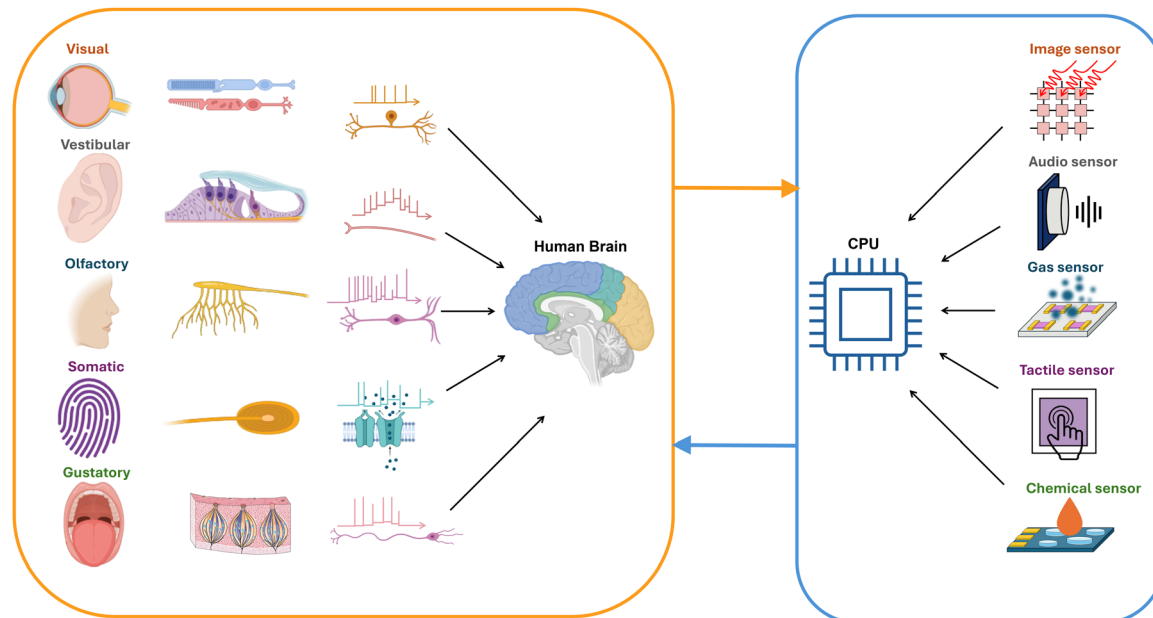 Visual
Vestibular
Olfactory
Somatic
Gustatory
Human Brain
CPU
Image sensor
Audio sensor
Gas sensor
Tactile sensor
Chemical sensor